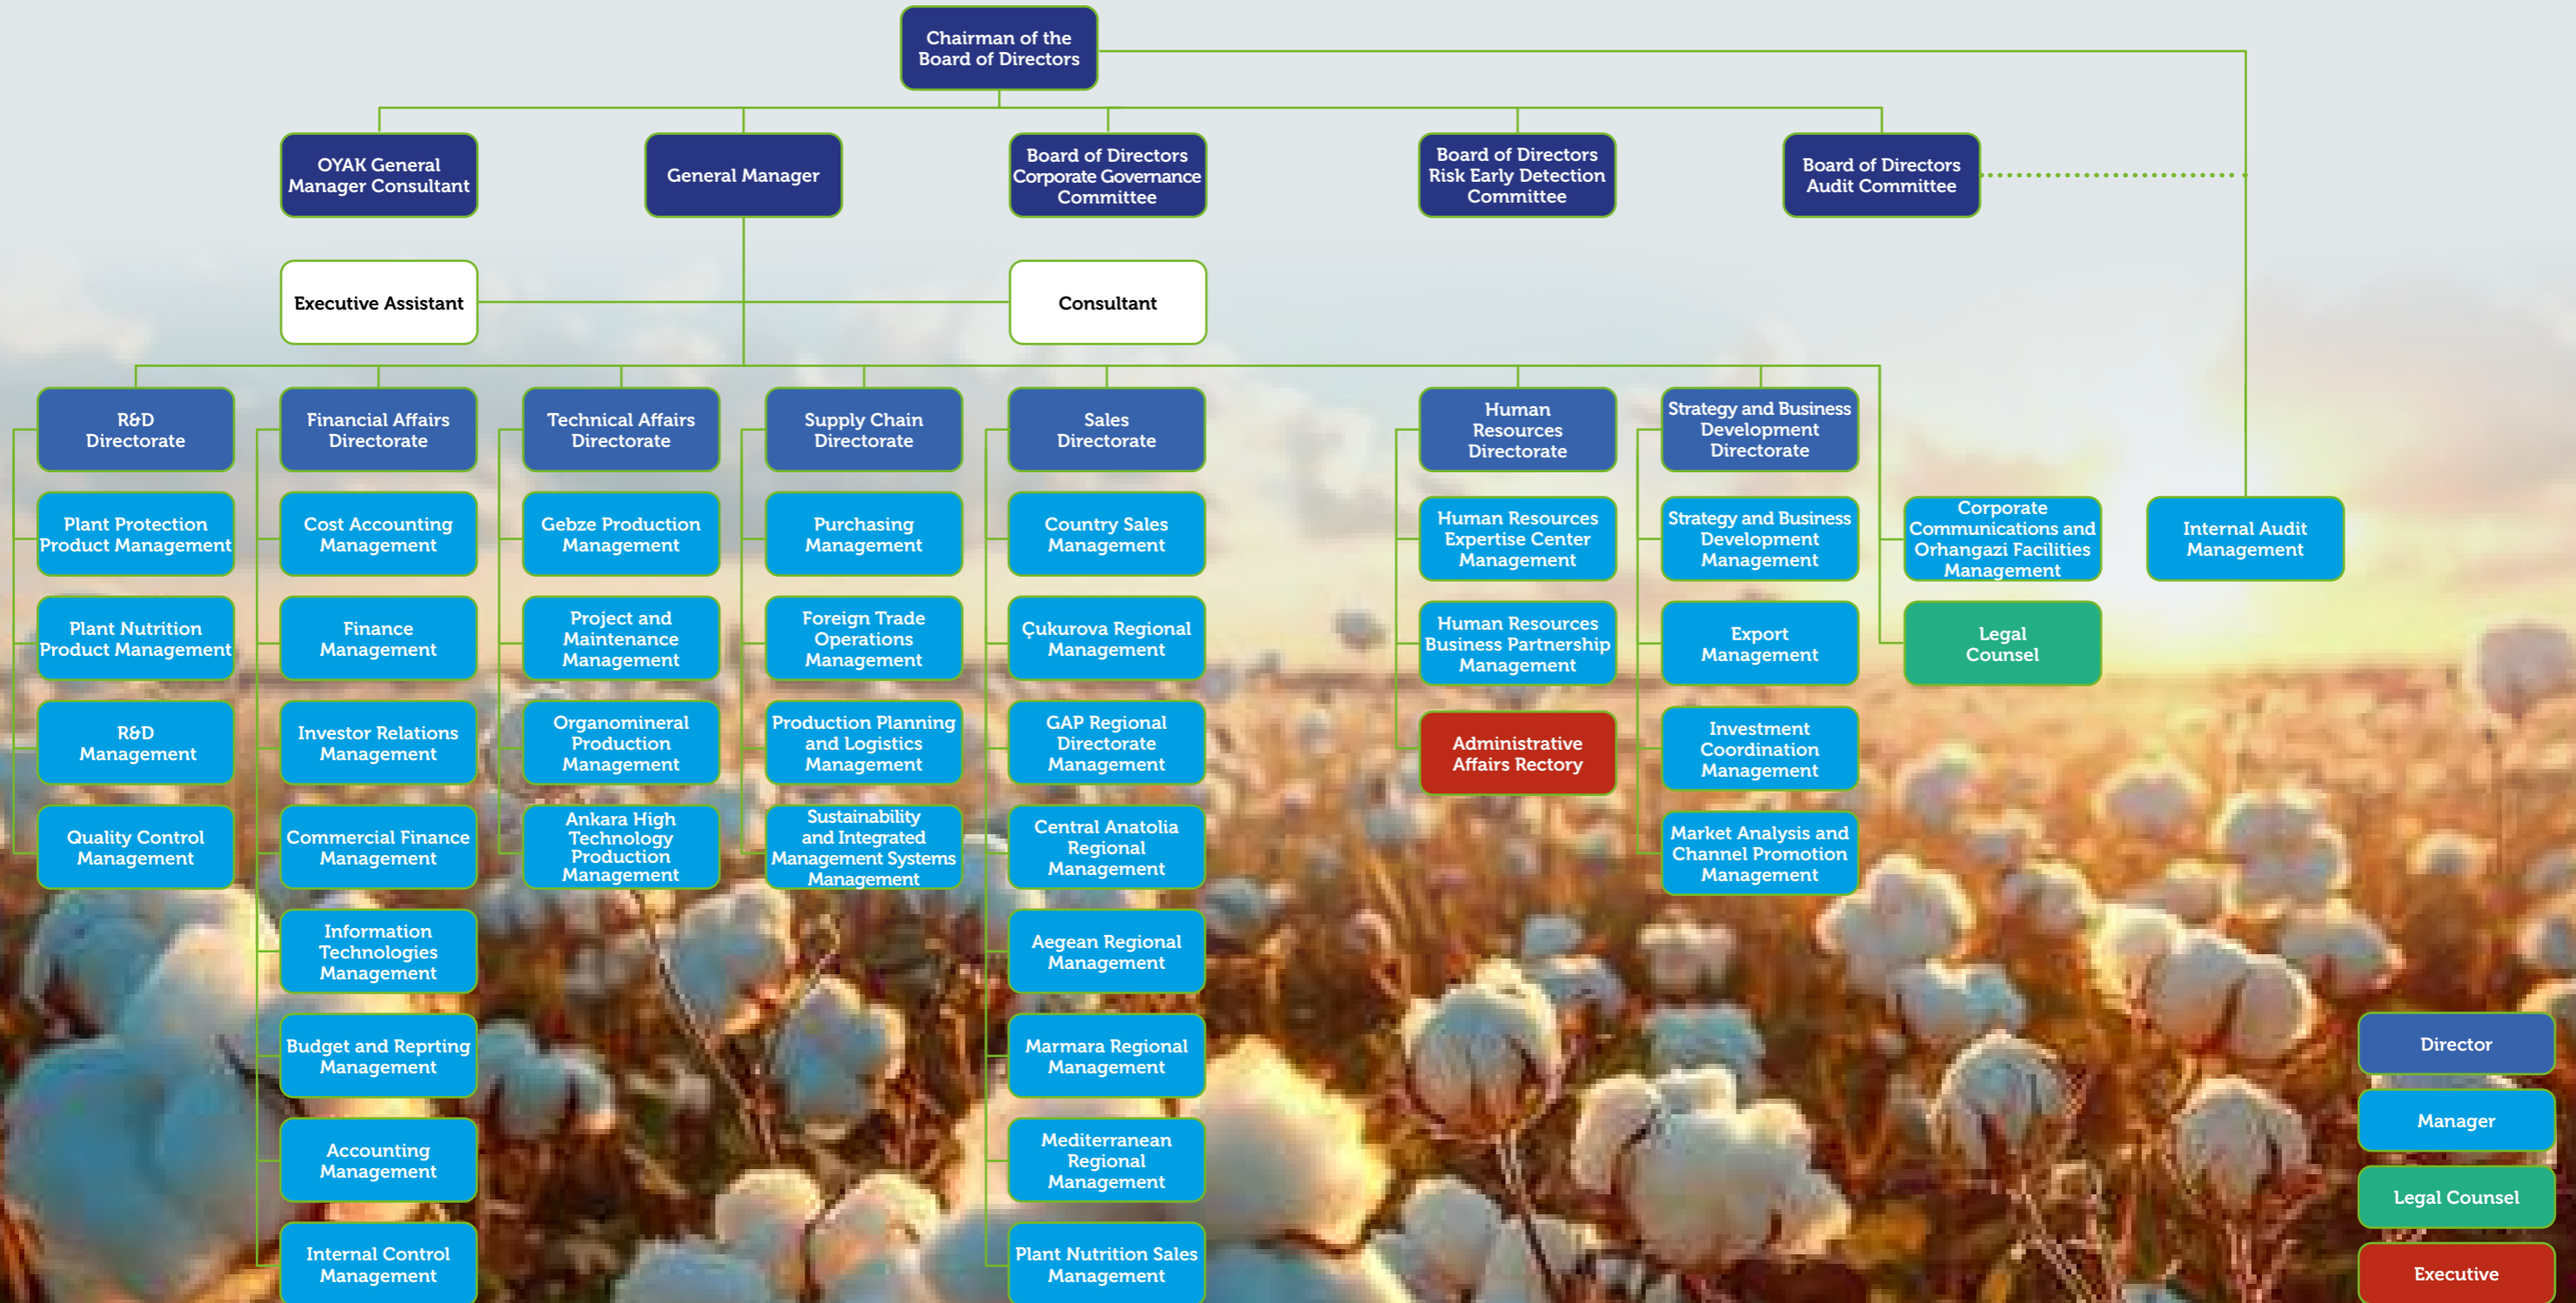 Chairman of the
Board of Directors
OYAK General
Manager Consultant
General Manager
Board of Directors
Corporate Governance
Committee
Board of Directors
Risk Early Detection
Committee
Board of Directors
Audit Committee
Executive Assistant
Consultant
R&D
Directorate
Plant Protection
Product Management
Plant Nutrition
Product Management
R&D
Management
Quality Control
Management
Financial Affairs
Directorate
Cost Accounting
Management
Finance
Management
Investor Relations
Management
Commercial Finance
Management
Information
Technologies
Management
Budget and Reprting
Management
Accounting
Management
Internal Control
Management
Technical Affairs
Directorate
Gebze Production
Management
Project and
Maintenance
Management
Organomineral
Production
Management
Ankara High
Technology
Production
Management
Supply Chain
Directorate
Purchasing
Management
Foreign Trade
Operations
Management
Production Planning
and Logistics
Management
Sustainability
and Integrated
Management Systems
Management
Sales
Directorate
Country Sales
Management
Çukurova Regional
Management
GAP Regional
Directorate
Management
Central Anatolia
Regional
Management
Aegean Regional
Management
Marmara Regional
Management
Mediterranean
Regional
Management
Plant Nutrition Sales
Management
Human
Resources
Directorate
Human Resources
Expertise Center
Management
Human Resources
Business Partnership
Management
Administrative
Affairs Rectory
Strategy and Business
Development
Directorate
Strategy and Business
Development
Management
Export
Management
Investment
Coordination
Management
Market Analysis and
Channel Promotion
Management
Corporate
Communications and
Orhangazi Facilities
Management
Legal
Counsel
Internal Audit
Management
Director
Manager
Legal Counsel
Executive